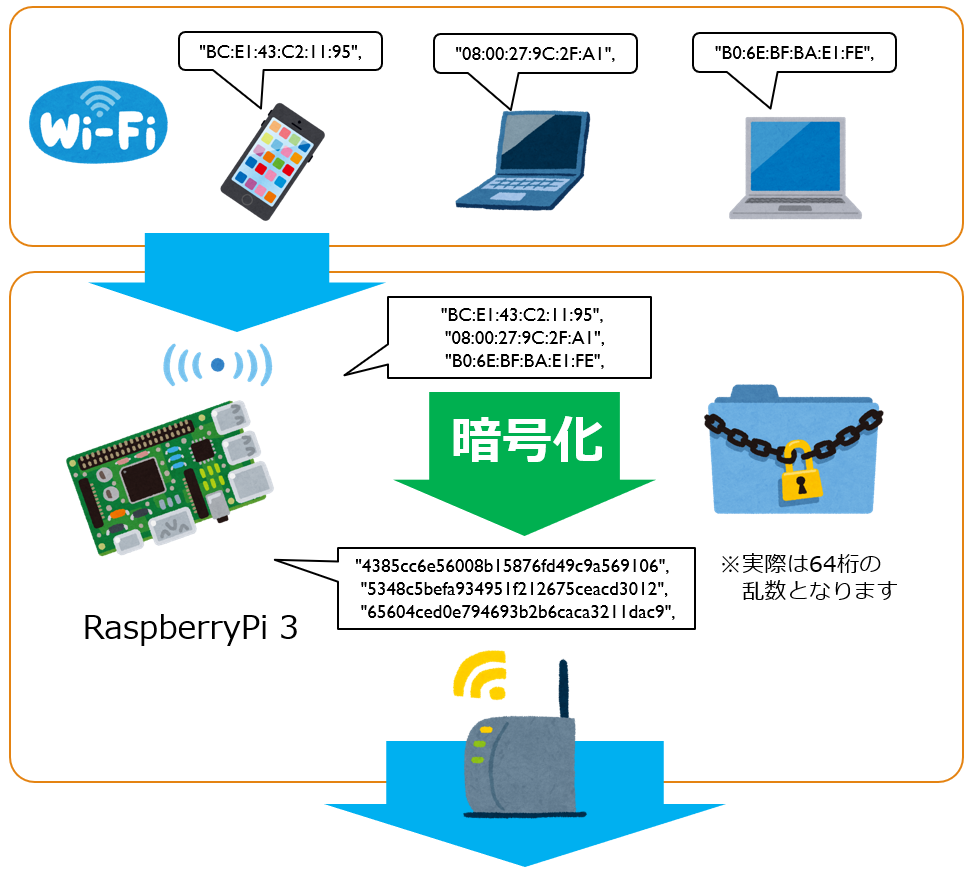 "BC:E1:43:C2:11:95",
"08:00:27:9C:2F:A1",
"B0:6E:BF:BA:E1:FE",
Wi-Fi
"BC:E1:43:C2:11:95",
"08:00:27:9C:2F:A1",
"B0:6E:BF:BA:E1:FE",
暗号化
"4385cc6e56008b15876fd49c9a569106",
"5348c5befa934951f212675ceacd3012",
"65604ced0e794693b2b6caca3211dac9",
※実際は64桁の
乱数となります
RaspberryPi 3